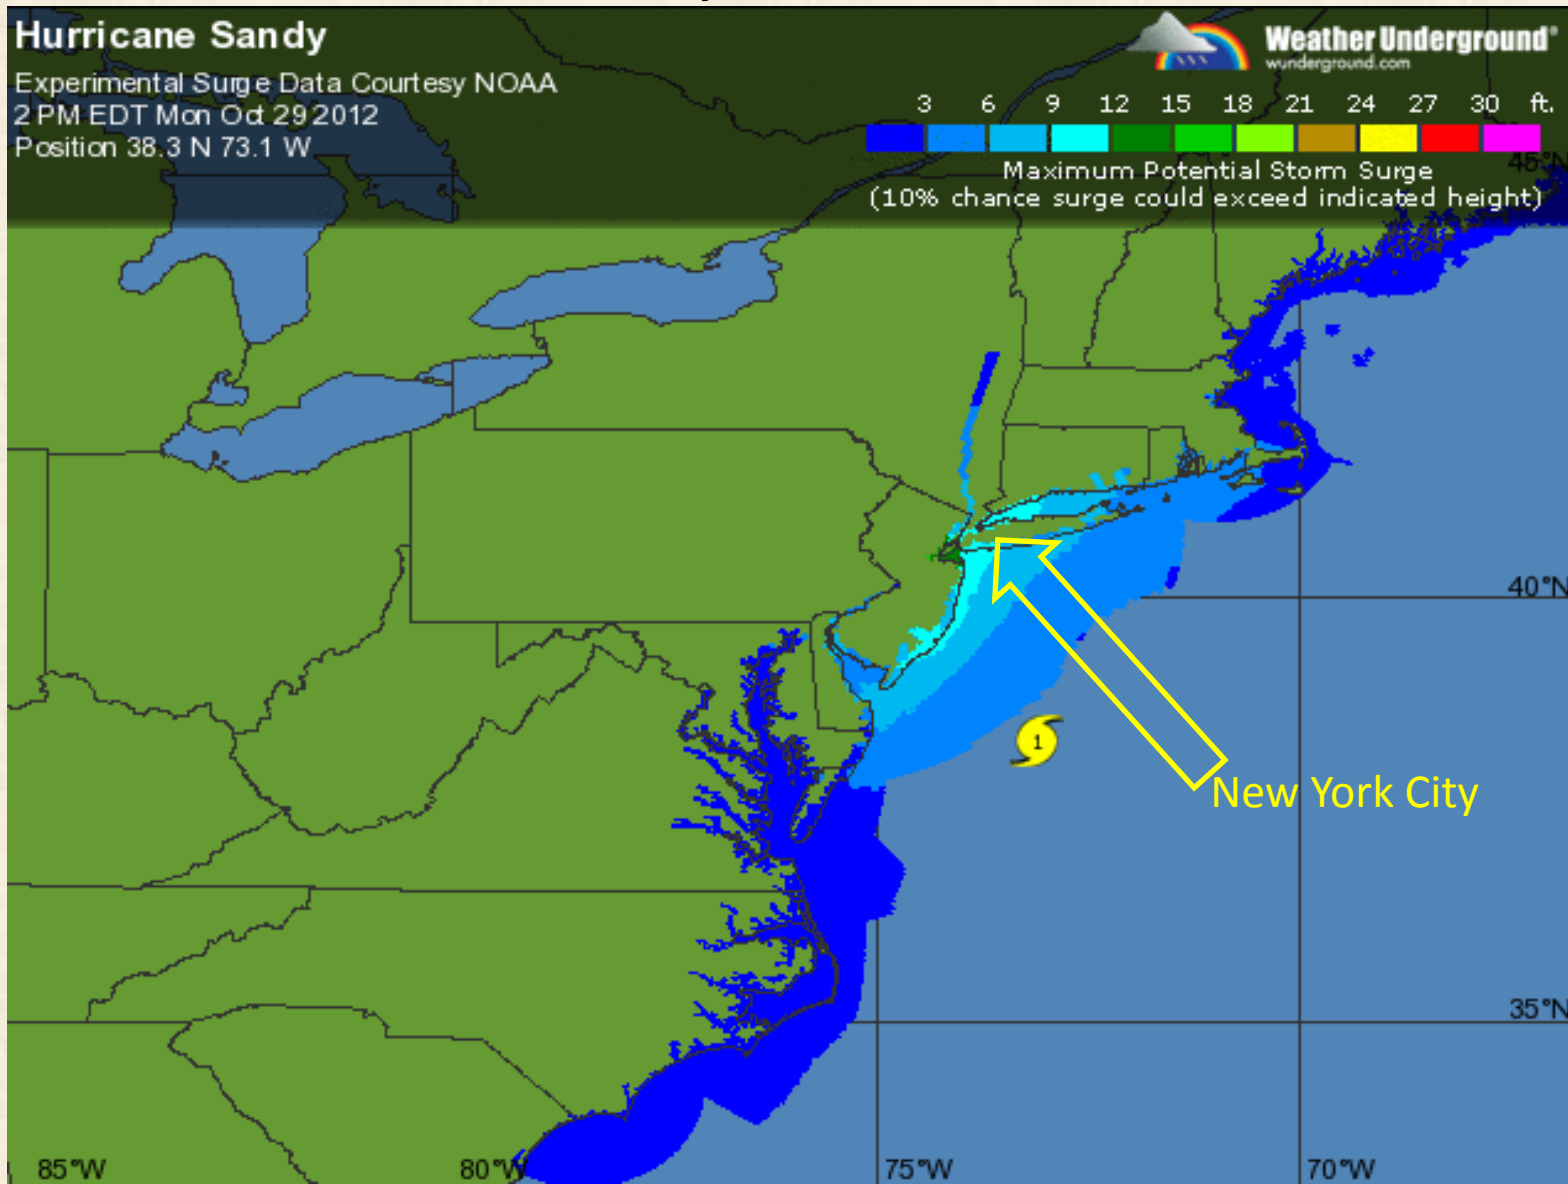 Hurricane Sandy
Experimental Surge Data Courtesy NOAA
2 PM EDT Mon Oct 29 2012
Position 38.3 N 73.1 W
Weather Underground®
wunderground.com
3 6 9 12 15 18 21 24 27 30 ft.
Maximum Potential Storm Surge
(10% chance surge could exceed indicated height)
45°N
40°N
1
New York City
35°N
85°W 80°W 75°W 70°W